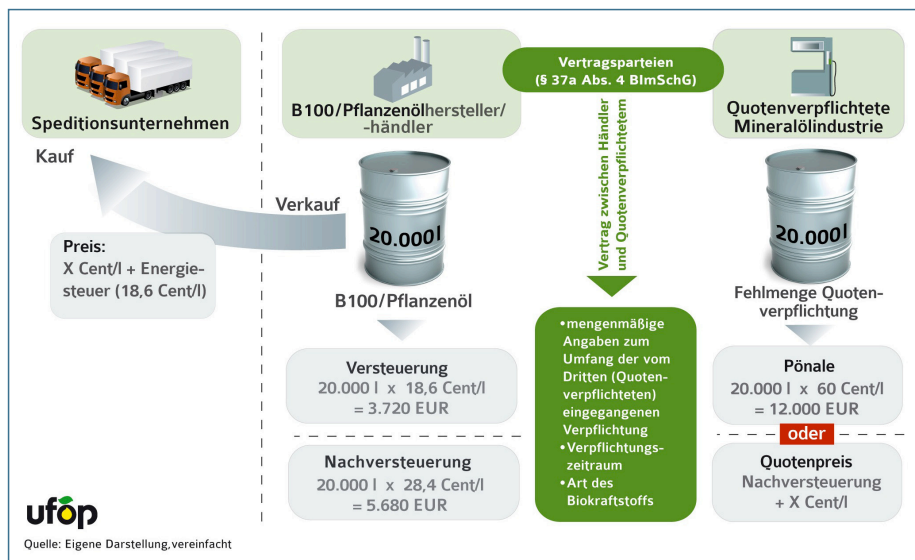 Speditionsunternehmen
Kauf
Preis:
X Cent/l + Energie-
steuer (18,6 Cent/l)
B100/Pflanzenölhersteller/
-händler
Verkauf
20.000l
B100/Pflanzenöl
Versteuerung
20.000 l x 18,6 Cent/l
= 3.720 EUR
Nachversteuerung
20.000 l x 28,4 Cent/l
= 5.680 EUR
Vertragsparteien
(§ 37a Abs. 4 BImSchG)
Vertrag zwischen Händler
und Quotenverpflichtetem
•mengenmäßige
Angaben zum
Umfang der vom
Dritten (Quoten-
verpflichteten)
eingegangenen
Verpflichtung
•Verpflichtungs-
zeitraum
•Art des
Biokraftstoffs
Quotenverpflichtete
Mineralölindustrie
20.000l
Fehlmenge Quoten-
verpflichtung
Pönale
20.000 l x 60 Cent/l
= 12.000 EUR
oder
Quotenpreis
Nachversteuerung
+ X Cent/l
ufop
Quelle: Eigene Darstellung,vereinfacht